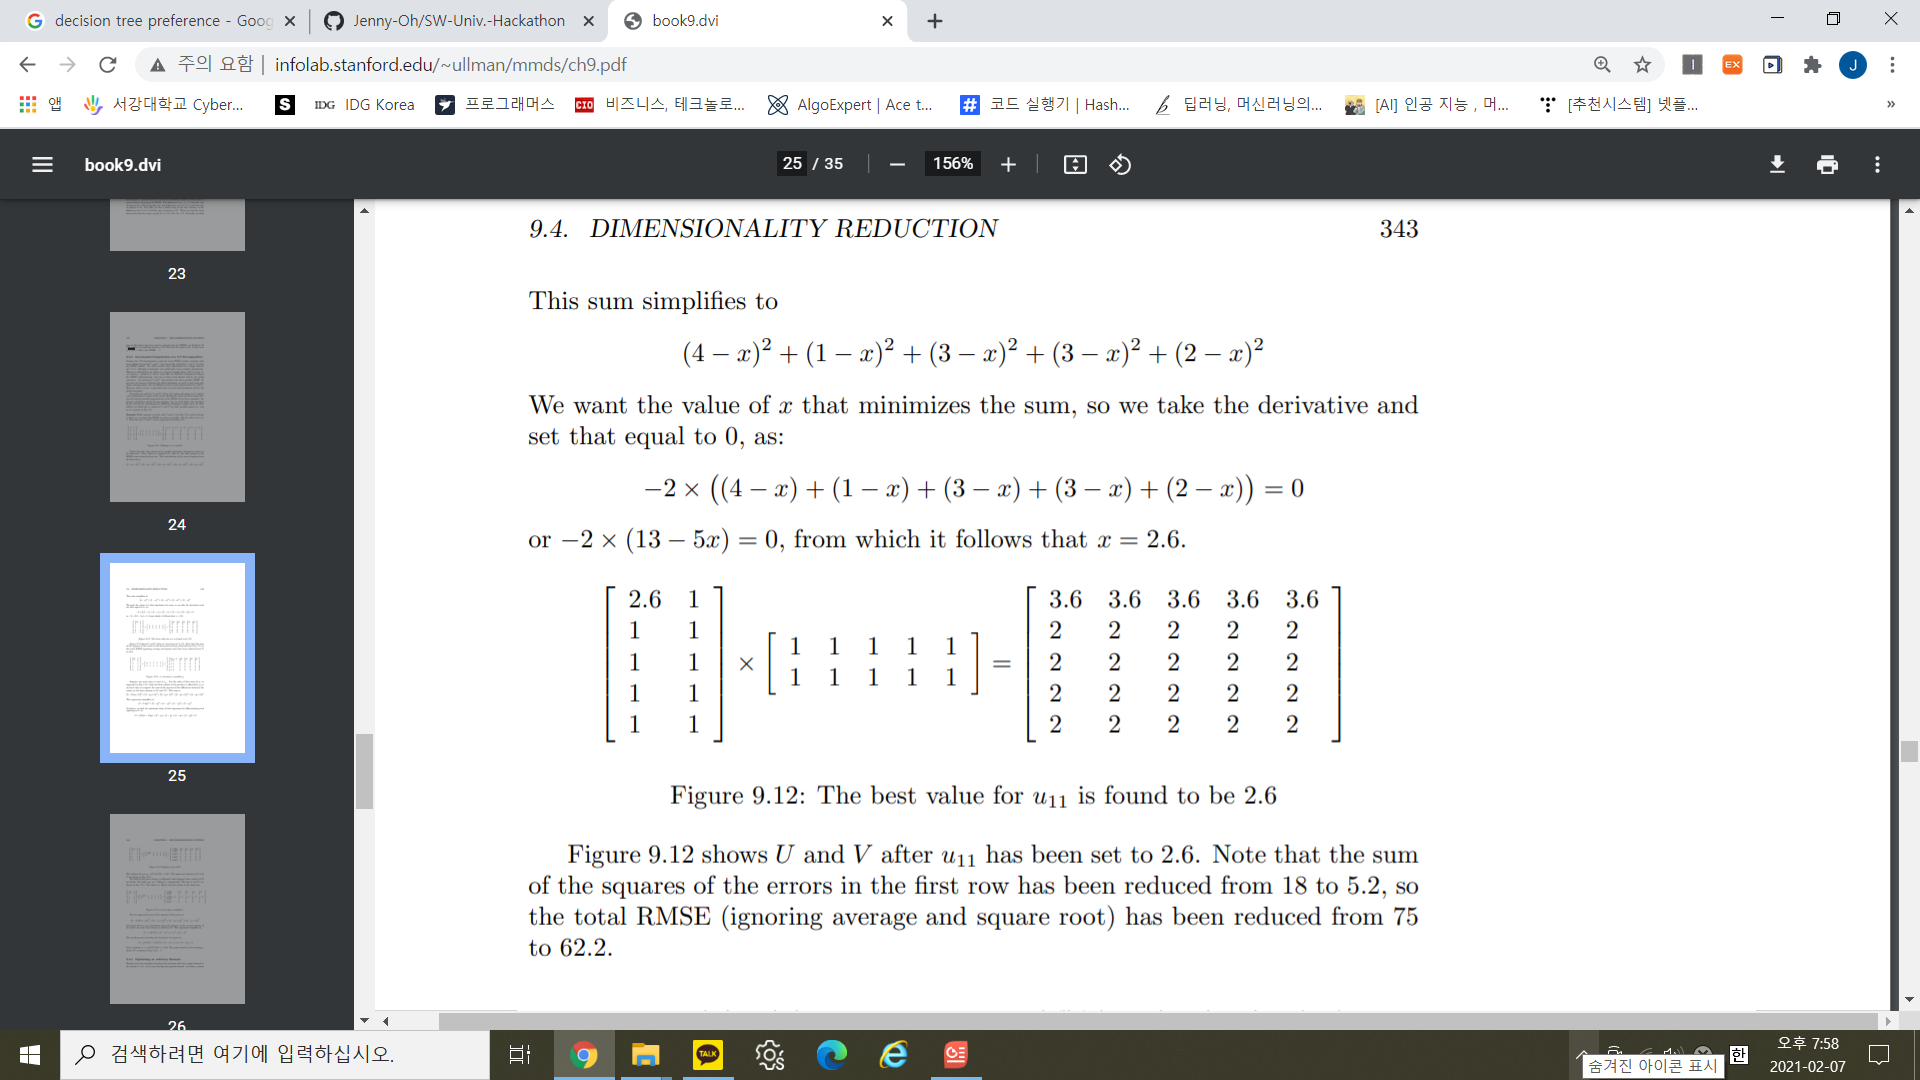 decision tree preference - Goog
Jenny-Oh/SW-Univ.-Hackathon
book9.dvi
주의 요함 | infolab.stanford.edu/~ullman/mmds/ch9.pdf
EX
J
앱
서강대학교 Cyber...
S
IDG IDG Korea
프로그래머스
CIO 비즈니스, 테크놀로...
AlgoExpert | Ace t...
# 코드 실행기 | Hash...
딥러닝, 머신러닝의...
[AI] 인공 지능 , 머...
[추천시스템] 넷플...
»
book9.dvi
25 / 35
156%
23
24
25
26
9.4. DIMENSIONALITY REDUCTION 343
This sum simplifies to
(4 − x)² + (1 − x)² + (3 − x)² + (3 − x)² + (2 − x)²
We want the value of x that minimizes the sum, so we take the derivative and
set that equal to 0, as:
−2 × ((4 − x) + (1 − x) + (3 − x) + (3 − x) + (2 − x)) = 0
or −2 × (13 − 5x) = 0, from which it follows that x = 2.6.
[ 2.6 1
1 1
1 1
1 1
1 1 ]
×
[ 1 1 1 1 1
1 1 1 1 1 ]
=
[ 3.6 3.6 3.6 3.6 3.6
2 2 2 2 2
2 2 2 2 2
2 2 2 2 2
2 2 2 2 2 ]
Figure 9.12: The best value for u₁₁ is found to be 2.6
Figure 9.12 shows U and V after u₁₁ has been set to 2.6. Note that the sum
of the squares of the errors in the first row has been reduced from 18 to 5.2, so
the total RMSE (ignoring average and square root) has been reduced from 75
to 62.2.
검색하려면 여기에 입력하십시오.
TALK
한
오후 7:58
2021-02-07
숨겨진 아이콘 표시